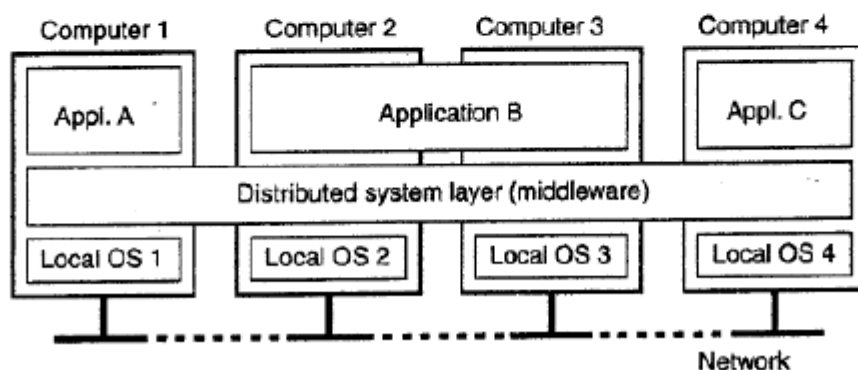 Computer 1 Computer 2 Computer 3 Computer 4
Appl. A Application B Appl. C
Distributed system layer (middleware)
Local OS 1 Local OS 2 Local OS 3 Local OS 4
Network